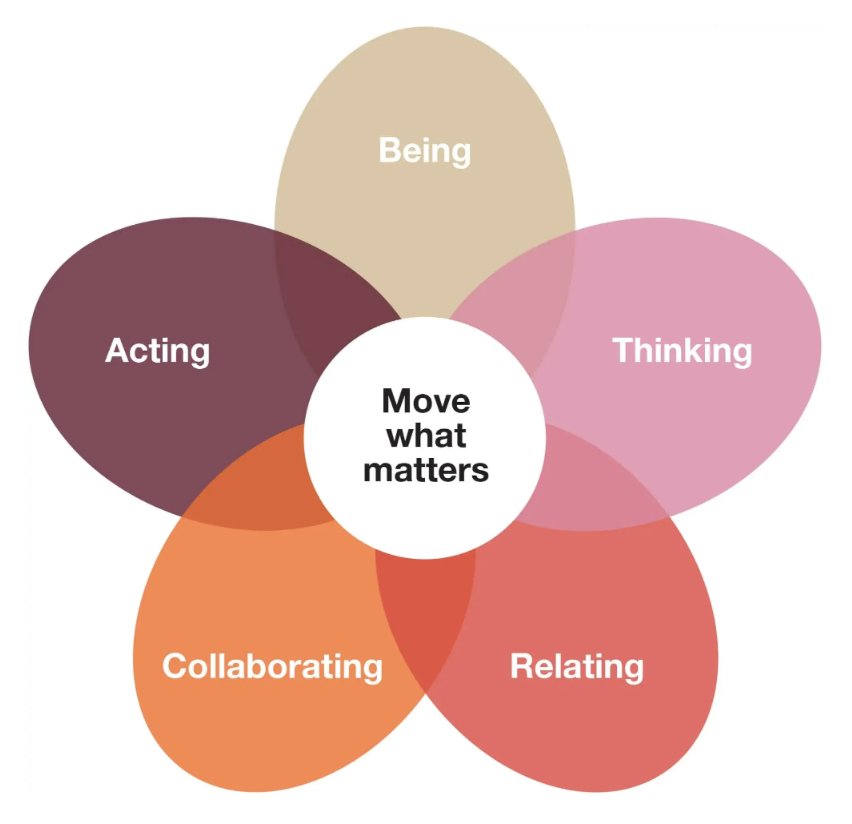 Being
Acting
Thinking
Move
what
matters
Collaborating
Relating